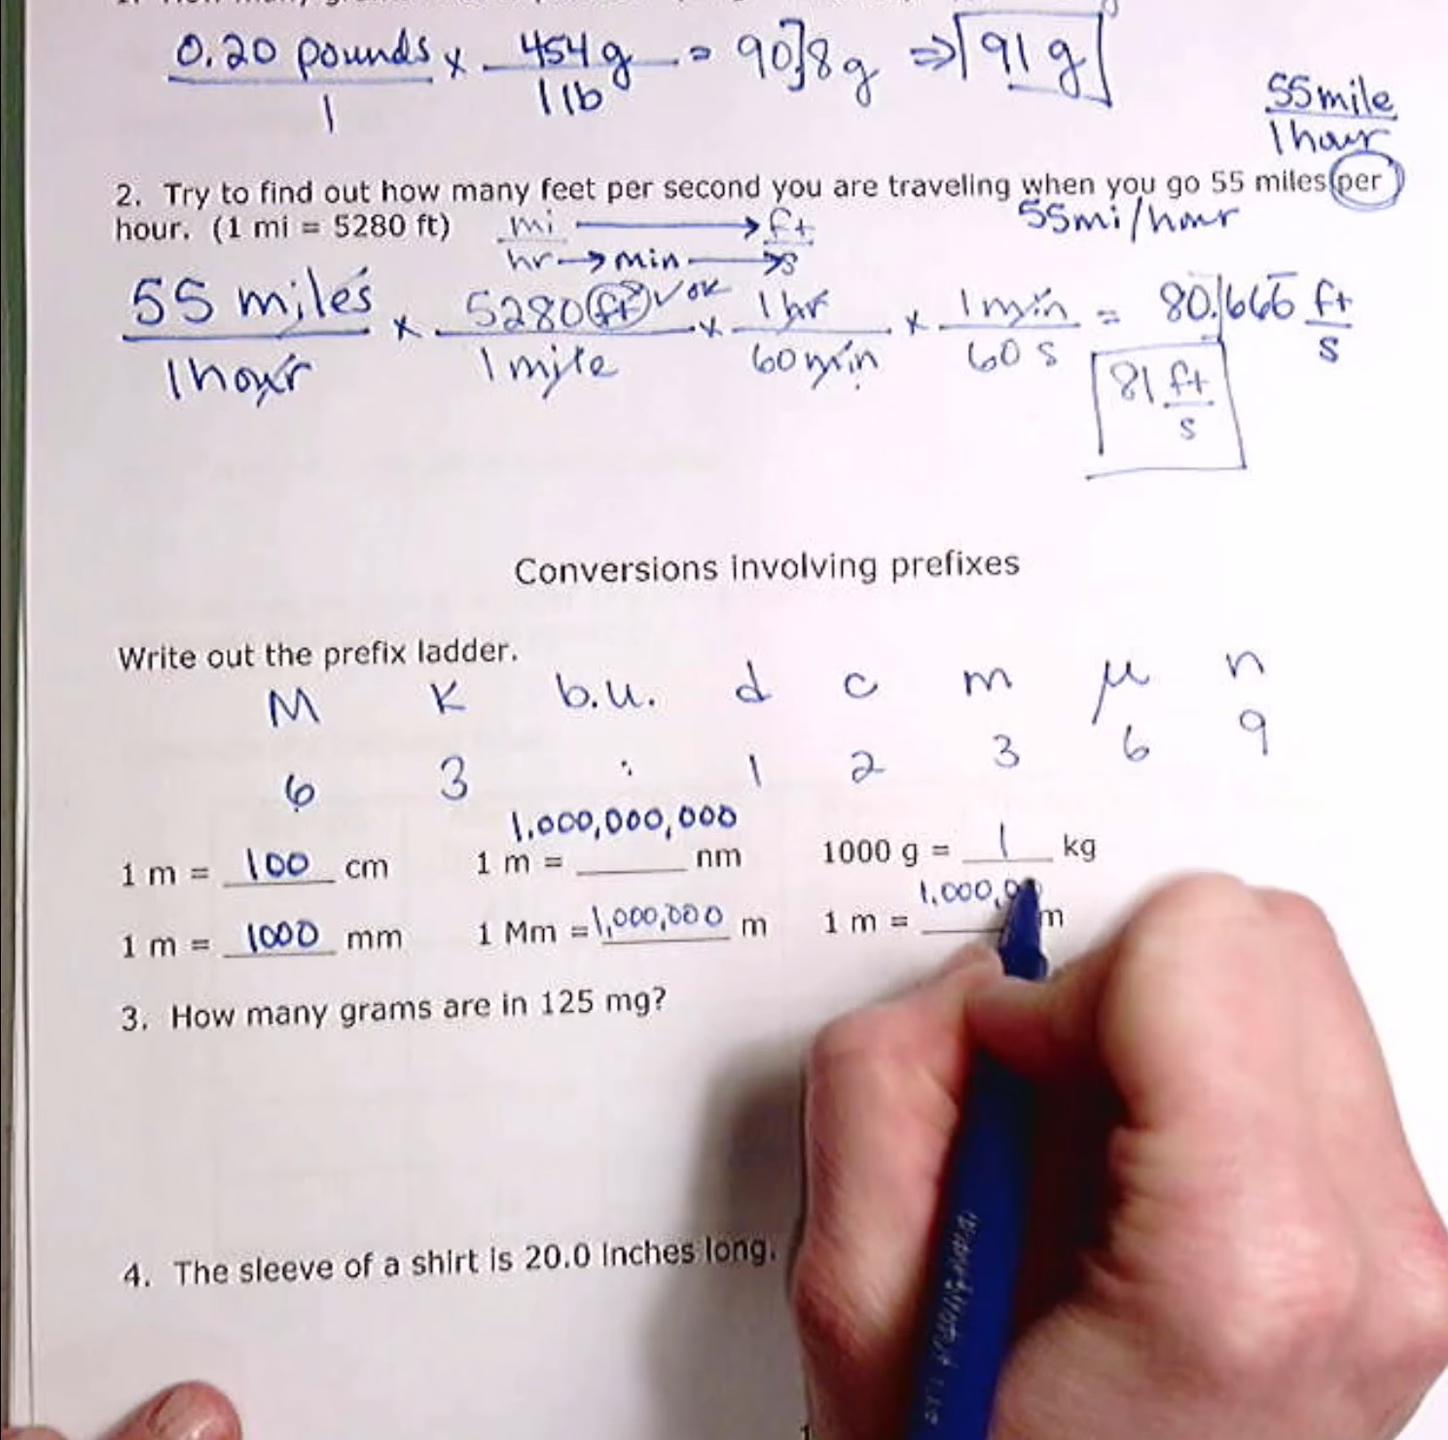 0.20 pounds x 454 g = 90.8 g ⇒ 91 g
1 1 lb
55 mile
1 hour
2. Try to find out how many feet per second you are traveling when you go 55 miles per
hour. (1 mi = 5280 ft) mi → ft 55mi/hour
hr → min → s
55 miles x 5280 ft ✓ ok x 1 hr x 1 min = 80.666 ft
1 hour 1 mile 60 min 60 s s
81 ft
s
Conversions involving prefixes
Write out the prefix ladder.
M K b.u. d c m μ n
6 3 : 1 2 3 6 9
1,000,000,000
1 m = 100 cm 1 m = ______ nm 1000 g = 1 kg
1,000,0
1 m = 1000 mm 1 Mm = 1,000,000 m 1 m = ______ m
3. How many grams are in 125 mg?
4. The sleeve of a shirt is 20.0 inches long.